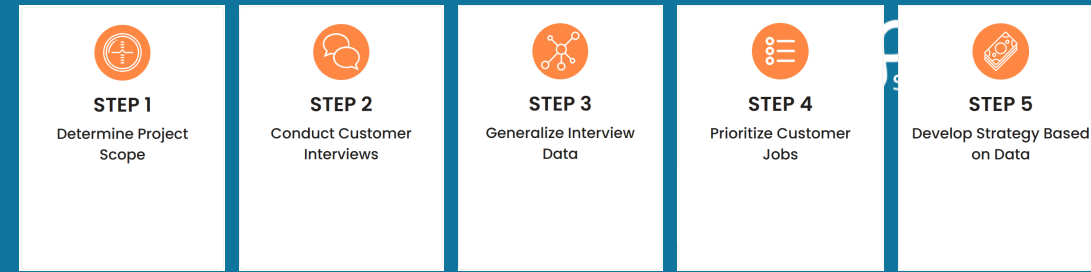 STEP 1
Determine Project
Scope
STEP 2
Conduct Customer
Interviews
STEP 3
Generalize Interview
Data
STEP 4
Prioritize Customer
Jobs
STEP 5
Develop Strategy Based
on Data